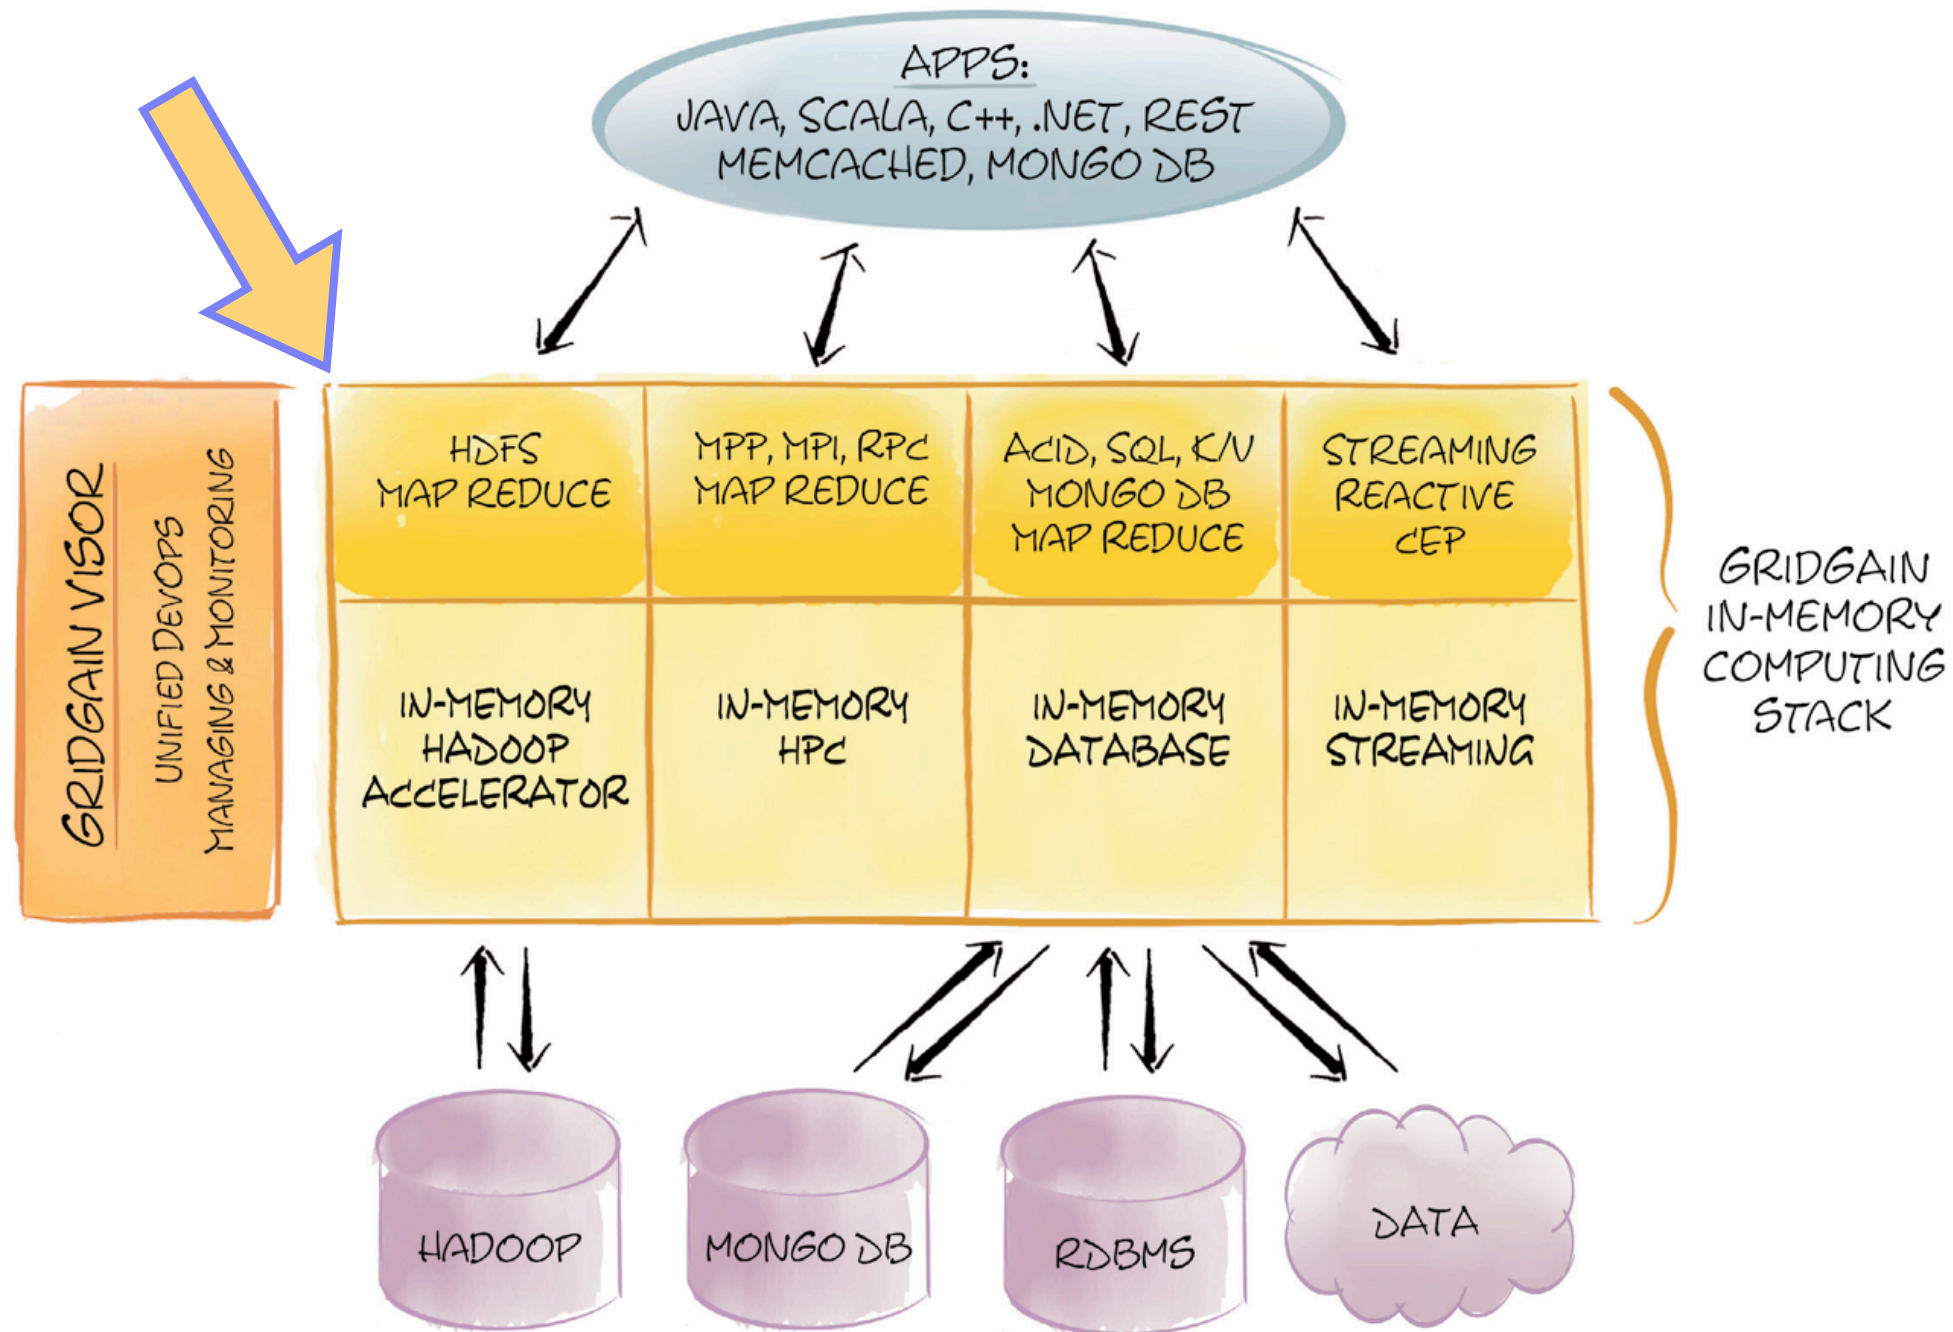 APPS:
JAVA, SCALA, C++, .NET, REST
MEMCACHED, MONGO DB
GRIDGAIN VISOR
UNIFIED DEVOPS
MANAGING & MONITORING
HDFS
MAP REDUCE
MPP, MPI, RPC
MAP REDUCE
ACID, SQL, K/V
MONGO DB
MAP REDUCE
STREAMING
REACTIVE
CEP
IN-MEMORY
HADOOP
ACCELERATOR
IN-MEMORY
HPC
IN-MEMORY
DATABASE
IN-MEMORY
STREAMING
GRIDGAIN
IN-MEMORY
COMPUTING
STACK
HADOOP
MONGO DB
RDBMS
DATA